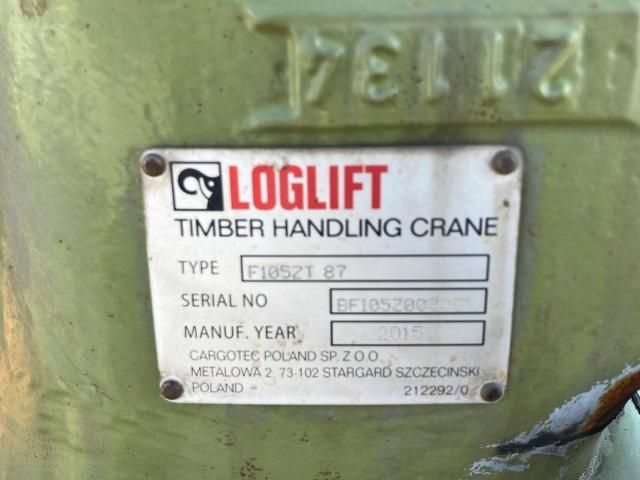 21134
LOGLIFT
TIMBER HANDLING CRANE
TYPE F105ZT 87
SERIAL NO
MANUF. YEAR 2015
CARGOTEC POLAND SP. Z O.O.
METALOWA 2, 73-102 STARGARD SZCZECINSKI
POLAND 212292/0